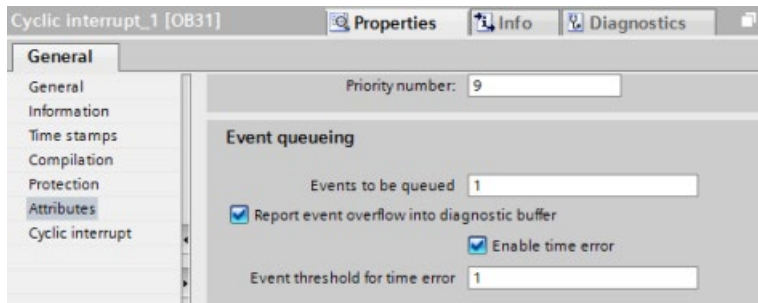 Cyclic interrupt_1 [OB31]
Properties
Info
Diagnostics
General
General
Information
Time stamps
Compilation
Protection
Attributes
Cyclic interrupt
Priority number: 9
Event queueing
Events to be queued 1
Report event overflow into diagnostic buffer
Enable time error
Event threshold for time error 1